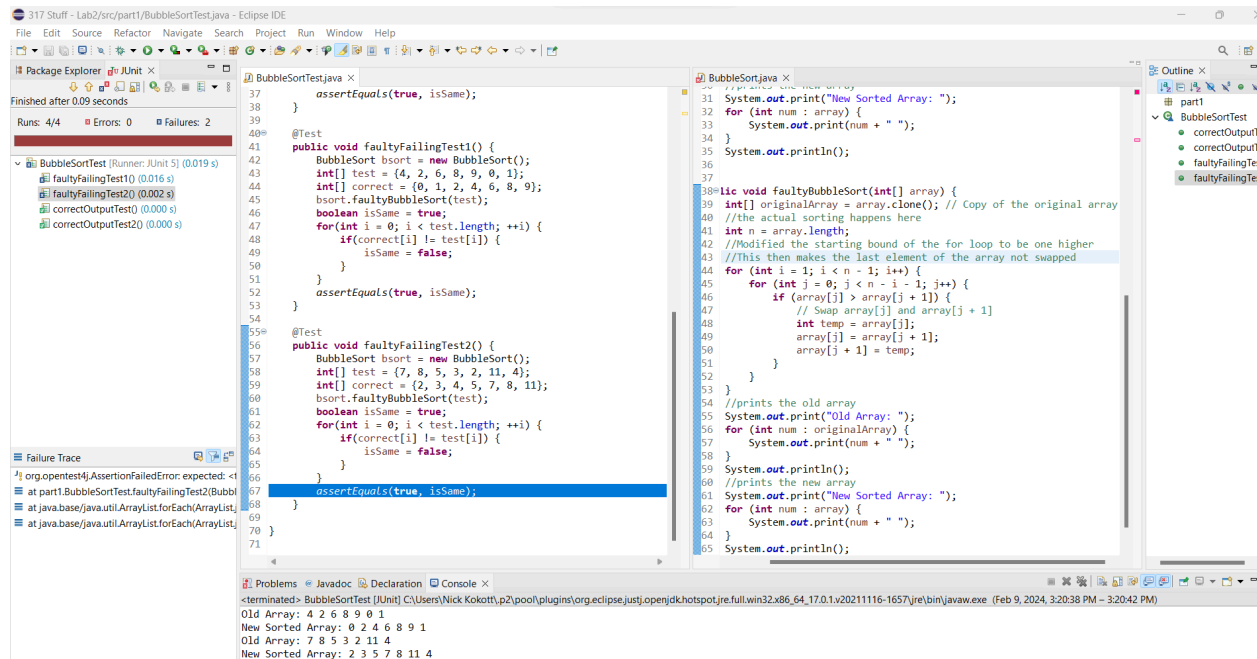 317 Stuff - Lab2/src/part1/BubbleSortTest.java - Eclipse IDE
File Edit Source Refactor Navigate Search Project Run Window Help
Package Explorer JUnit ×
Finished after 0.09 seconds
Runs: 4/4 Errors: 0 Failures: 2
BubbleSortTest [Runner: JUnit 5] (0.019 s)
faultyFailingTest1() (0.016 s)
faultyFailingTest2() (0.002 s)
correctOutputTest() (0.000 s)
correctOutputTest2() (0.000 s)
Failure Trace
org.opentest4j.AssertionFailedError: expected: <t
at part1.BubbleSortTest.faultyFailingTest2(Bubbl
at java.base/java.util.ArrayList.forEach(ArrayList.j
at java.base/java.util.ArrayList.forEach(ArrayList.j
BubbleSortTest.java ×
37 assertEquals(true, isSame);
38 }
39
40 @Test
41 public void faultyFailingTest1() {
42 BubbleSort bsort = new BubbleSort();
43 int[] test = {4, 2, 6, 8, 9, 0, 1};
44 int[] correct = {0, 1, 2, 4, 6, 8, 9};
45 bsort.faultyBubbleSort(test);
46 boolean isSame = true;
47 for(int i = 0; i < test.length; ++i) {
48 if(correct[i] != test[i]) {
49 isSame = false;
50 }
51 }
52 assertEquals(true, isSame);
53 }
54
55 @Test
56 public void faultyFailingTest2() {
57 BubbleSort bsort = new BubbleSort();
58 int[] test = {7, 8, 5, 3, 2, 11, 4};
59 int[] correct = {2, 3, 4, 5, 7, 8, 11};
60 bsort.faultyBubbleSort(test);
61 boolean isSame = true;
62 for(int i = 0; i < test.length; ++i) {
63 if(correct[i] != test[i]) {
64 isSame = false;
65 }
66 }
67 assertEquals(true, isSame);
68 }
69
70 }
71
BubbleSort.java ×
30 //prints the new array
31 System.out.print("New Sorted Array: ");
32 for (int num : array) {
33 System.out.print(num + " ");
34 }
35 System.out.println();
36
37
38 lic void faultyBubbleSort(int[] array) {
39 int[] originalArray = array.clone(); // Copy of the original array
40 //the actual sorting happens here
41 int n = array.length;
42 //Modified the starting bound of the for loop to be one higher
43 //This then makes the last element of the array not swapped
44 for (int i = 1; i < n - 1; i++) {
45 for (int j = 0; j < n - i - 1; j++) {
46 if (array[j] > array[j + 1]) {
47 // Swap array[j] and array[j + 1]
48 int temp = array[j];
49 array[j] = array[j + 1];
50 array[j + 1] = temp;
51 }
52 }
53 }
54 //prints the old array
55 System.out.print("Old Array: ");
56 for (int num : originalArray) {
57 System.out.print(num + " ");
58 }
59 System.out.println();
60 //prints the new array
61 System.out.print("New Sorted Array: ");
62 for (int num : array) {
63 System.out.print(num + " ");
64 }
65 System.out.println();
Outline ×
part1
BubbleSortTest
correctOutputT
correctOutputT
faultyFailingTe
faultyFailingTe
Problems Javadoc Declaration Console ×
<terminated> BubbleSortTest [JUnit] C:\Users\Nick Kokott\.p2\pool\plugins\org.eclipse.justj.openjdk.hotspot.jre.full.win32.x86_64_17.0.1.v20211116-1657\jre\bin\javaw.exe (Feb 9, 2024, 3:20:38 PM – 3:20:42 PM)
Old Array: 4 2 6 8 9 0 1
New Sorted Array: 0 2 4 6 8 9 1
Old Array: 7 8 5 3 2 11 4
New Sorted Array: 2 3 5 7 8 11 4